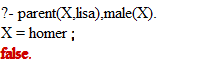 ?- parent(X,lisa),male(X).
X = homer ;
false.